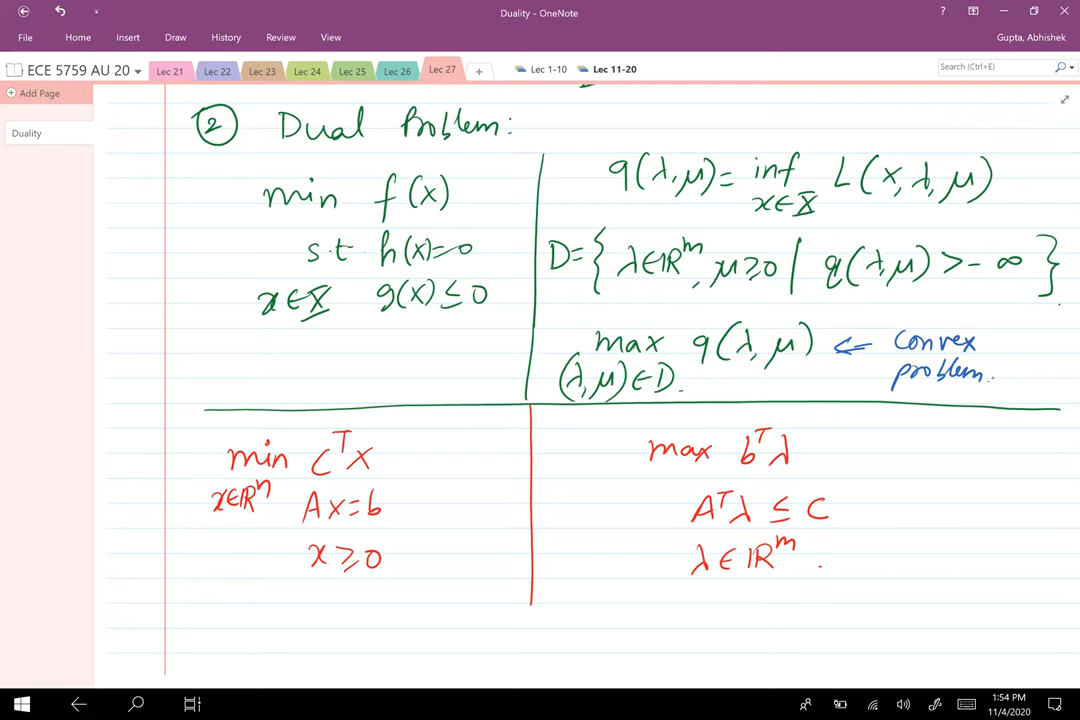 Duality - OneNote
?
File Home Insert Draw History Review View
Gupta, Abhishek
ECE 5759 AU 20
Lec 21 Lec 22 Lec 23 Lec 24 Lec 25 Lec 26 Lec 27 + Lec 1-10 Lec 11-20
Search (Ctrl+E)
Add Page
Duality
② Dual Problem:
min f(x)
s.t h(x)=0
x∈X g(x) ≤ 0
q(λ,μ)= inf L(x,λ,μ)
x∈X
D={ λ∈ℝ^m, μ≥0 | q(λ,μ) > -∞ }
max q(λ,μ) ⇐ convex
(λ,μ)∈D. problem.
min c^T x
x∈ℝ^n Ax=b
x ≥ 0
max b^T λ
A^T λ ≤ C
λ ∈ ℝ^m.
1:54 PM
11/4/2020